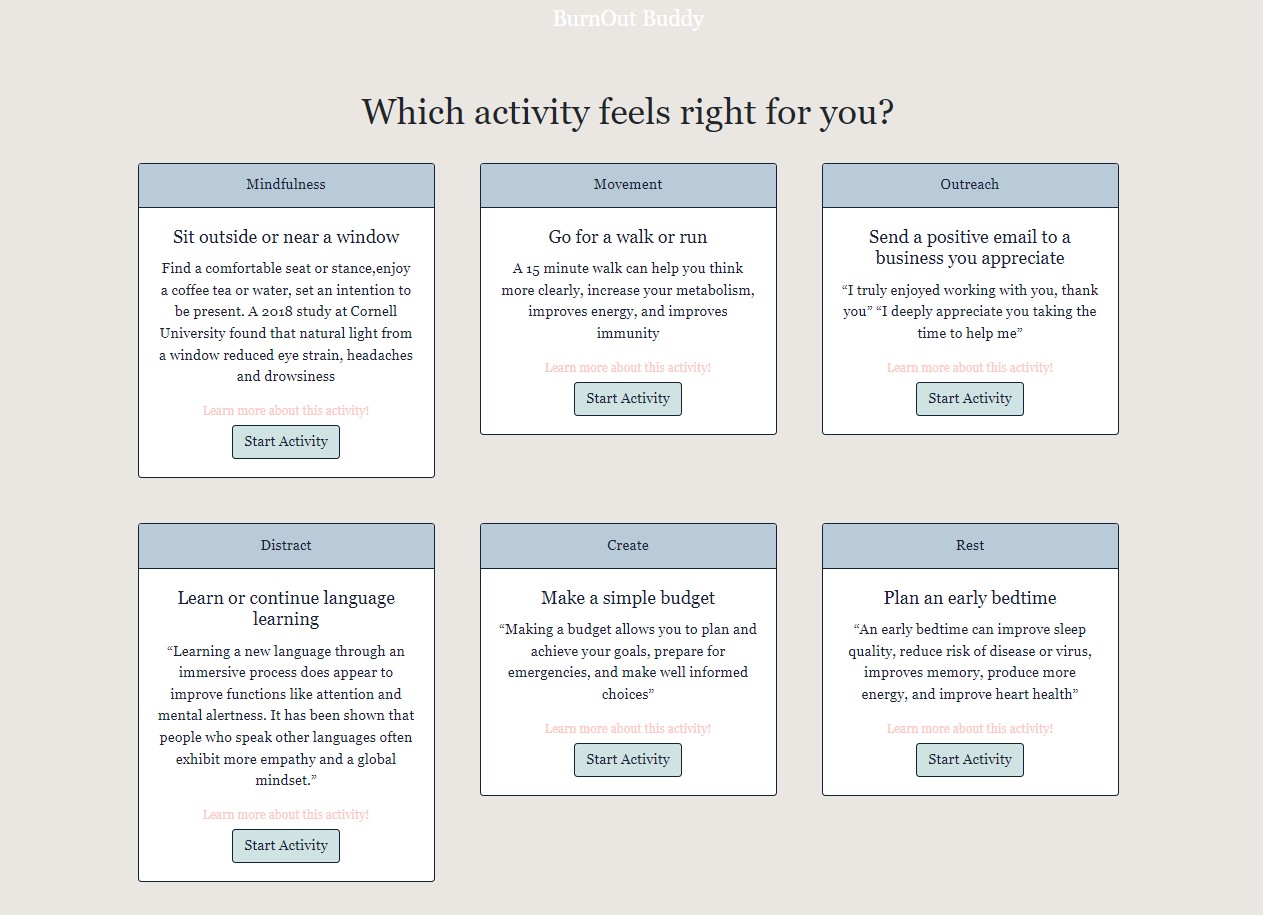 BurnOut Buddy
Which activity feels right for you?
Mindfulness
Sit outside or near a window
Find a comfortable seat or stance,enjoy
a coffee tea or water, set an intention to
be present. A 2018 study at Cornell
University found that natural light from
a window reduced eye strain, headaches
and drowsiness
Learn more about this activity!
Start Activity
Movement
Go for a walk or run
A 15 minute walk can help you think
more clearly, increase your metabolism,
improves energy, and improves
immunity
Learn more about this activity!
Start Activity
Outreach
Send a positive email to a
business you appreciate
“I truly enjoyed working with you, thank
you” “I deeply appreciate you taking the
time to help me”
Learn more about this activity!
Start Activity
Distract
Learn or continue language
learning
“Learning a new language through an
immersive process does appear to
improve functions like attention and
mental alertness. It has been shown that
people who speak other languages often
exhibit more empathy and a global
mindset.”
Learn more about this activity!
Start Activity
Create
Make a simple budget
“Making a budget allows you to plan and
achieve your goals, prepare for
emergencies, and make well informed
choices”
Learn more about this activity!
Start Activity
Rest
Plan an early bedtime
“An early bedtime can improve sleep
quality, reduce risk of disease or virus,
improves memory, produce more
energy, and improve heart health”
Learn more about this activity!
Start Activity